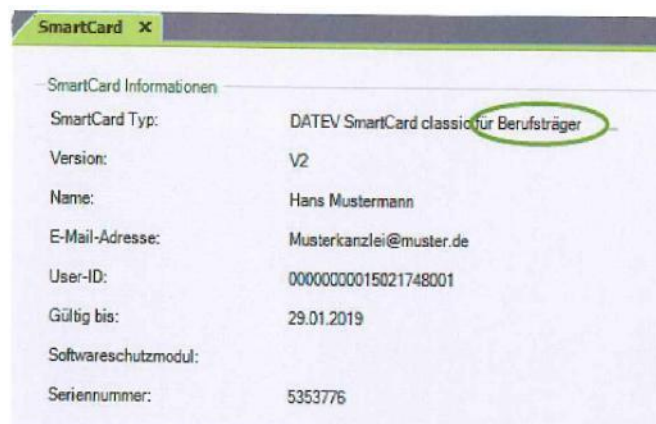 SmartCard X
SmartCard Informationen
SmartCard Typ: DATEV SmartCard classic für Berufsträger
Version: V2
Name: Hans Mustermann
E-Mail-Adresse: Musterkanzlei@muster.de
User-ID: 00000000015021748001
Gültig bis: 29.01.2019
Softwareschutzmodul:
Seriennummer: 5353776